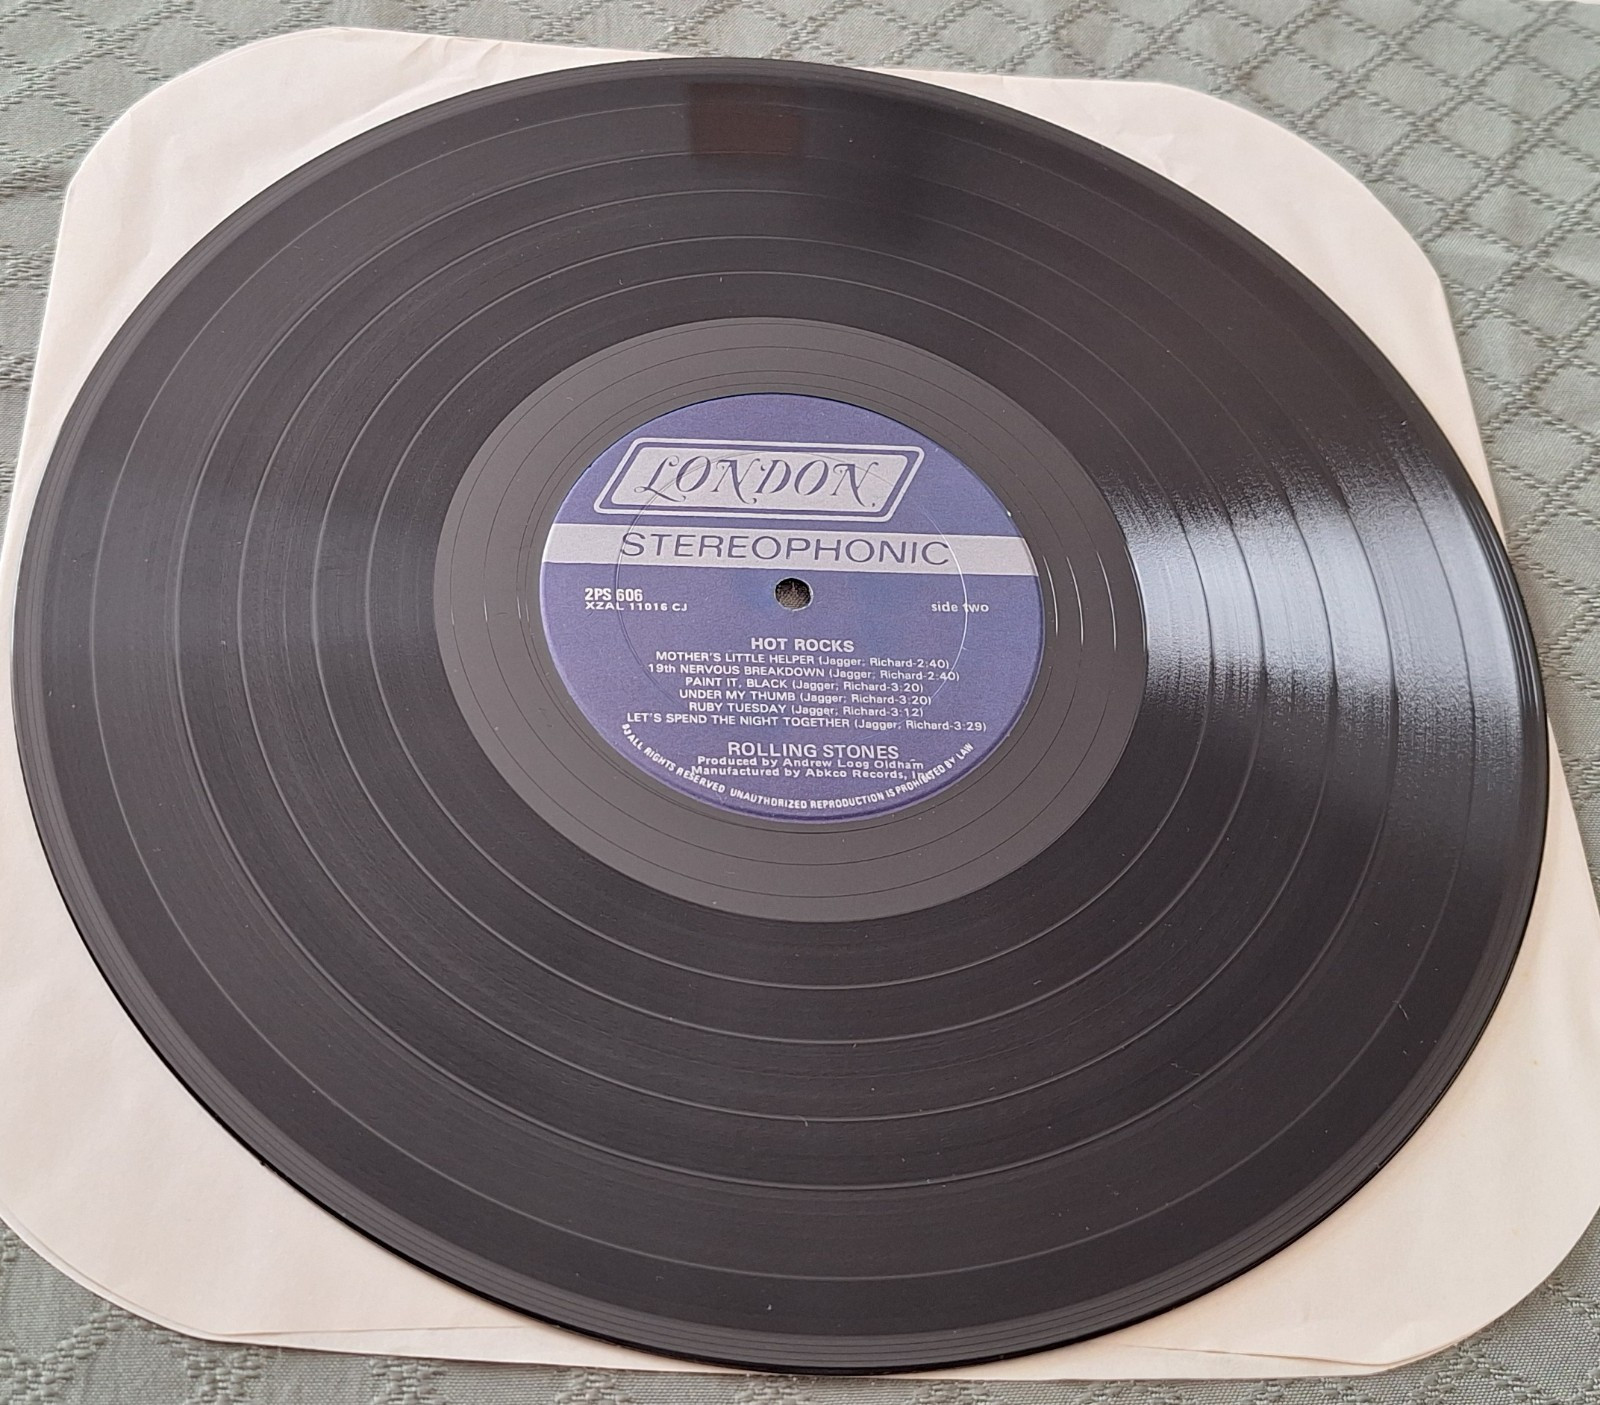 LONDON
STEREOPHONIC
2PS 606
XZAL 11016 CJ
side two
HOT ROCKS
MOTHER'S LITTLE HELPER (Jagger; Richard-2:40)
19th NERVOUS BREAKDOWN (Jagger; Richard-2:40)
PAINT IT, BLACK (Jagger; Richard-3:20)
UNDER MY THUMB (Jagger; Richard-3:20)
RUBY TUESDAY (Jagger; Richard-3:12)
LET'S SPEND THE NIGHT TOGETHER (Jagger; Richard-3:29)
ROLLING STONES
Produced by Andrew Loog Oldham
Manufactured by Abkco Records,
ALL RIGHTS RESERVED UNAUTHORIZED REPRODUCTION IS PROHIBITED BY LAW